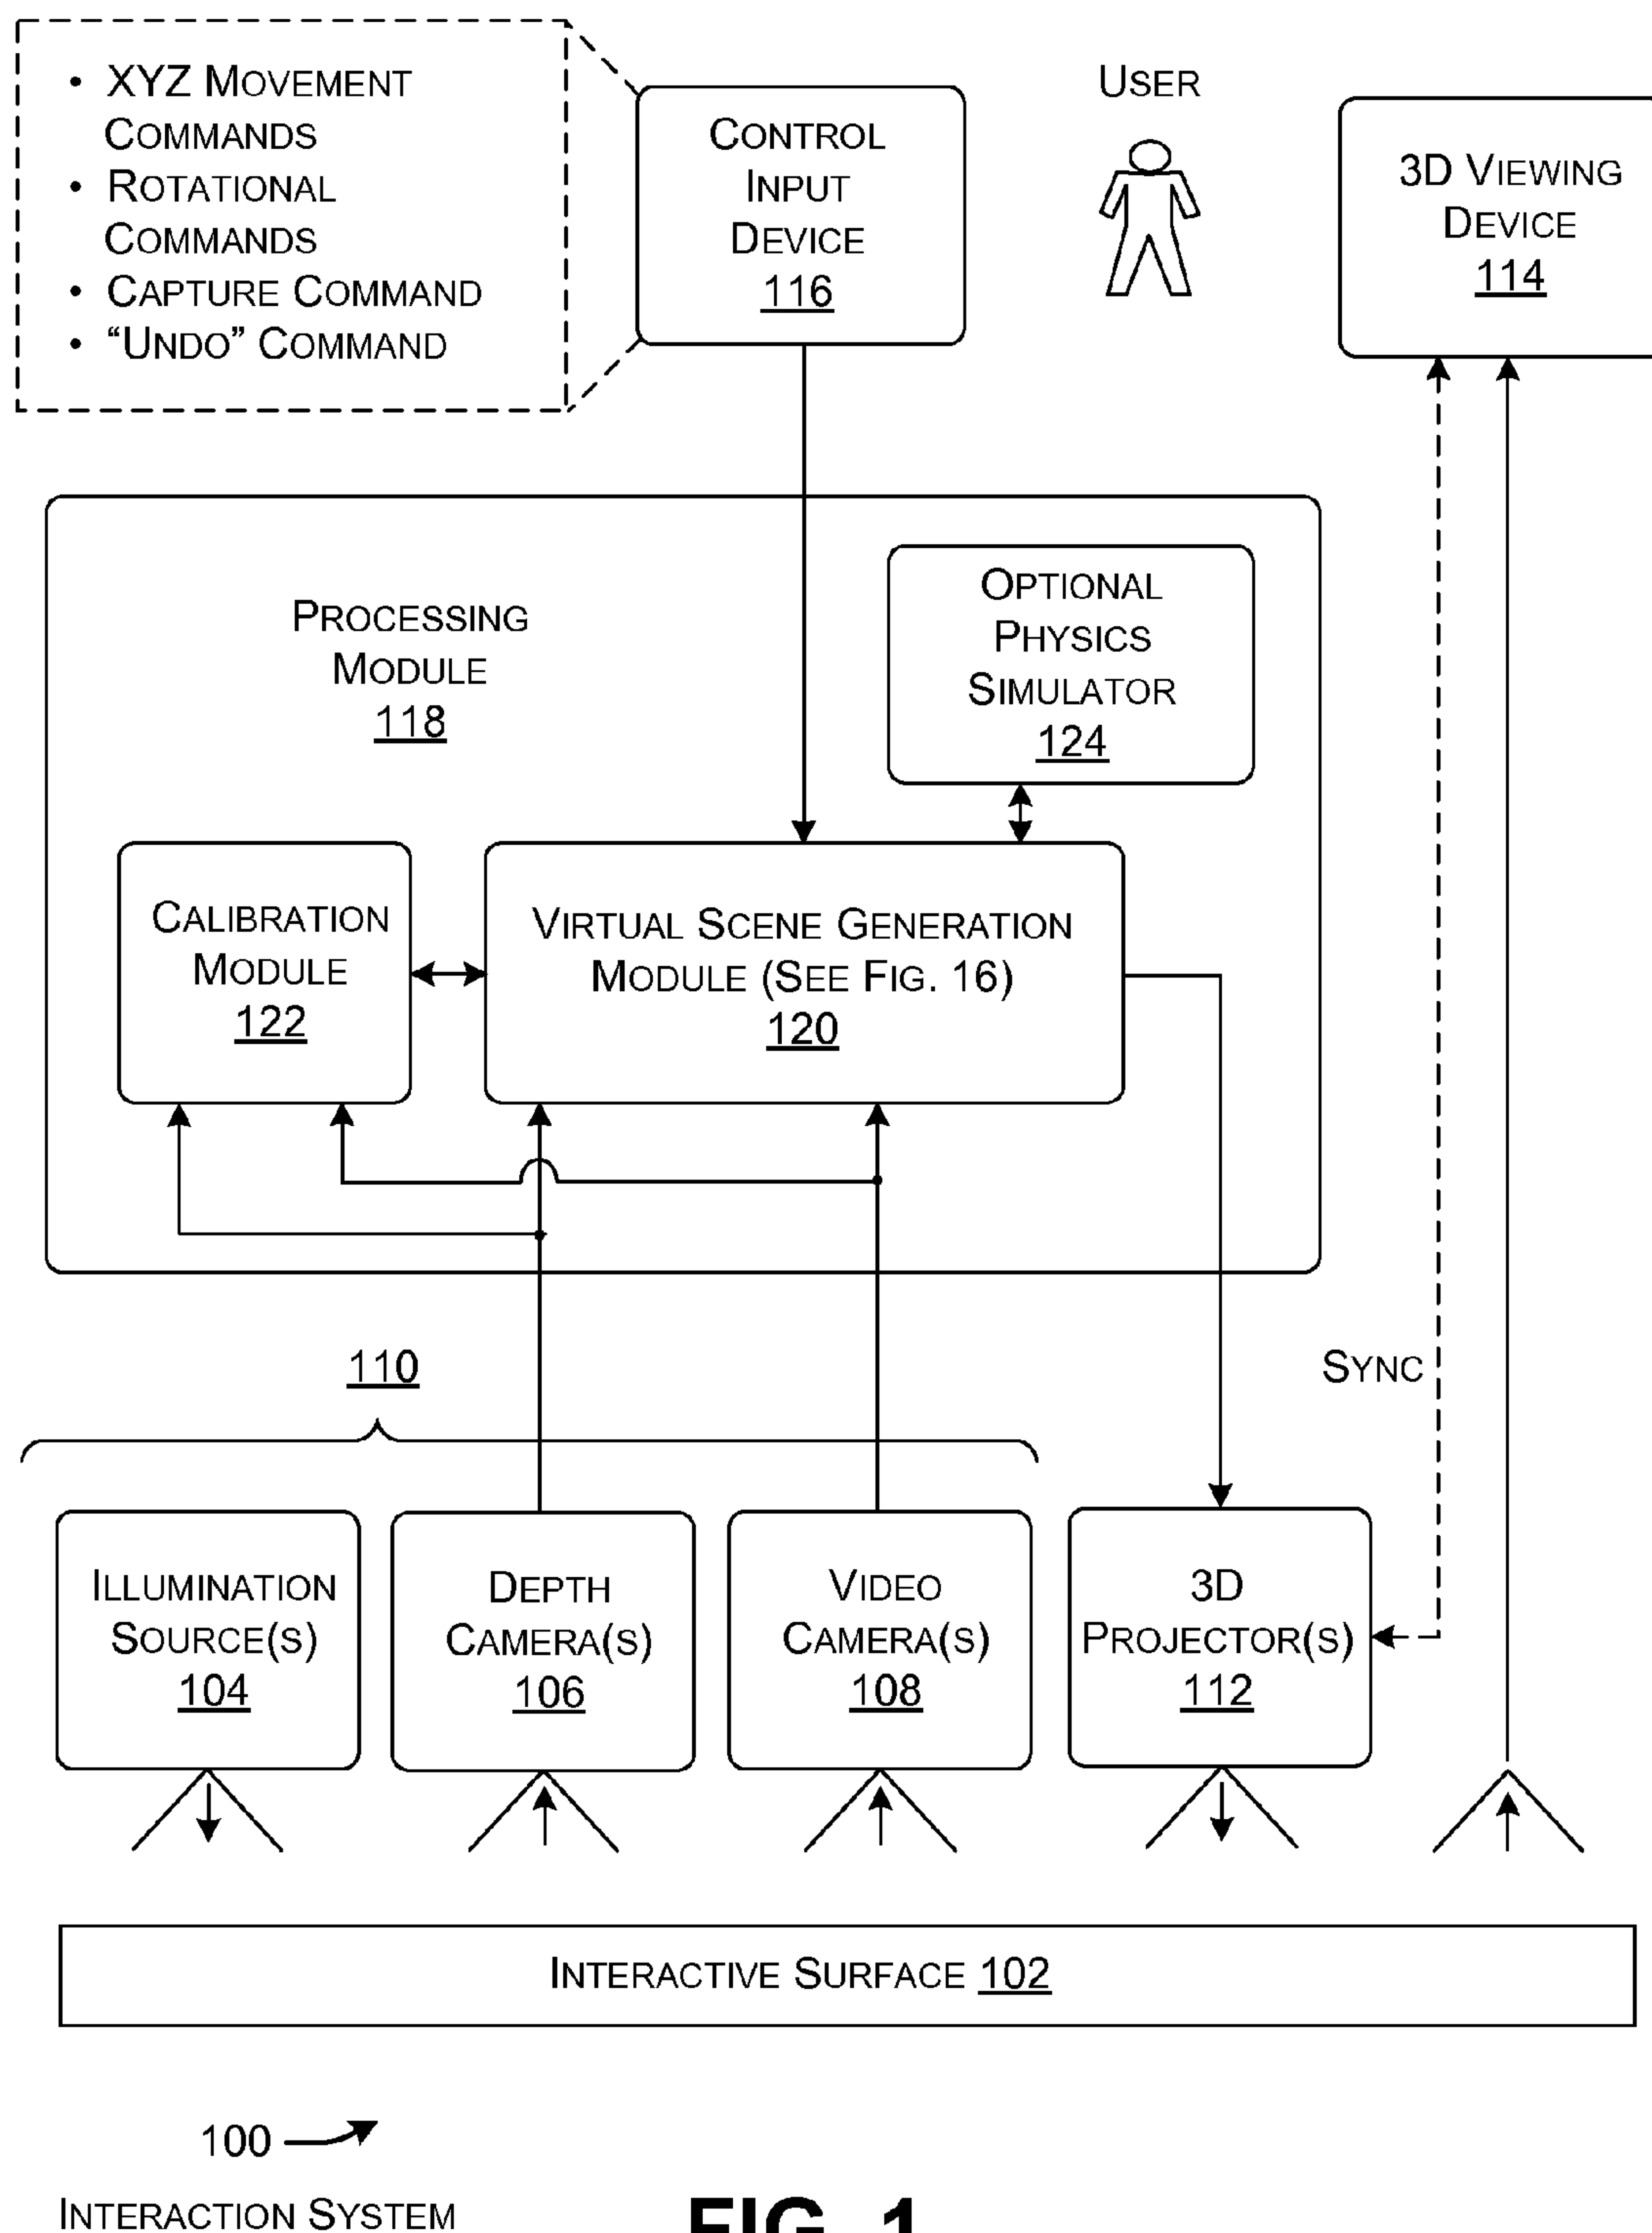 • XYZ MOVEMENT
COMMANDS
• ROTATIONAL
COMMANDS
• CAPTURE COMMAND
• “UNDO” COMMAND
CONTROL
INPUT
DEVICE
116
USER
3D VIEWING
DEVICE
114
PROCESSING
MODULE
118
OPTIONAL
PHYSICS
SIMULATOR
124
CALIBRATION
MODULE
122
VIRTUAL SCENE GENERATION
MODULE (SEE FIG. 16)
120
110
SYNC
ILLUMINATION
SOURCE(S)
104
DEPTH
CAMERA(S)
106
VIDEO
CAMERA(S)
108
3D
PROJECTOR(S)
112
INTERACTIVE SURFACE 102
100
INTERACTION SYSTEM
FIG. 1